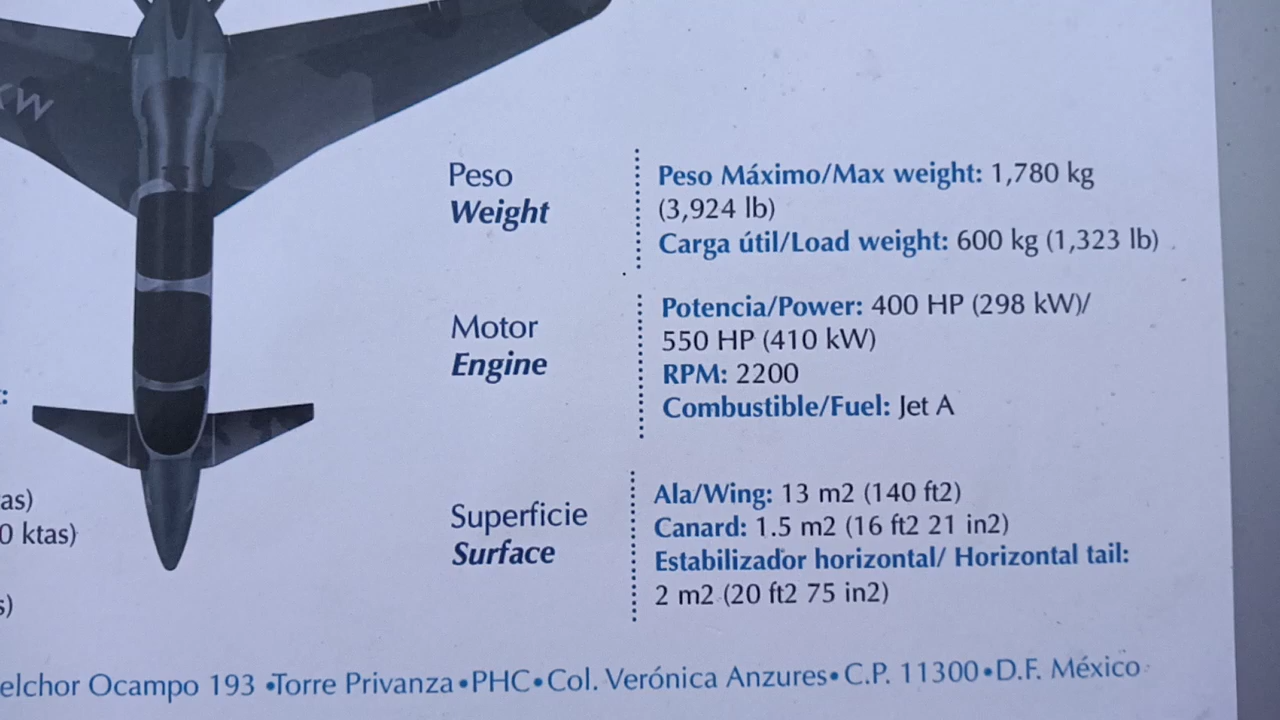 KW
Peso
Weight
Peso Máximo/Max weight: 1,780 kg
(3,924 lb)
Carga útil/Load weight: 600 kg (1,323 lb)
Motor
Engine
Potencia/Power: 400 HP (298 kW)/
550 HP (410 kW)
RPM: 2200
Combustible/Fuel: Jet A
:
as)
0 ktas)
s)
Superficie
Surface
Ala/Wing: 13 m2 (140 ft2)
Canard: 1.5 m2 (16 ft2 21 in2)
Estabilizador horizontal/ Horizontal tail:
2 m2 (20 ft2 75 in2)
elchor Ocampo 193 •Torre Privanza•PHC•Col. Verónica Anzures•C.P. 11300•D.F. México